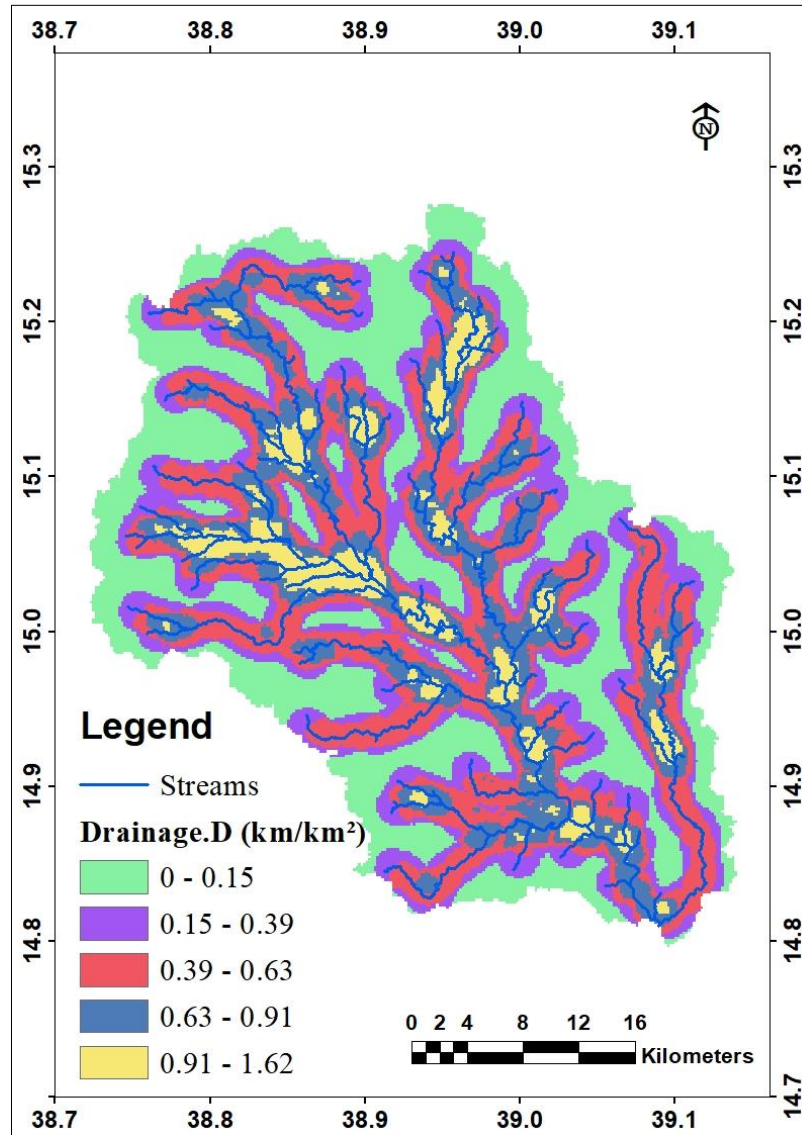 38.7 38.8 38.9 39.0 39.1
15.3 15.3
N
15.2 15.2
15.1 15.1
15.0 15.0
14.9 14.9
14.8 14.8
14.7
Legend
Streams
Drainage.D (km/km²)
0 - 0.15
0.15 - 0.39
0.39 - 0.63
0.63 - 0.91
0.91 - 1.62
0 2 4 8 12 16
Kilometers
38.7 38.8 38.9 39.0 39.1